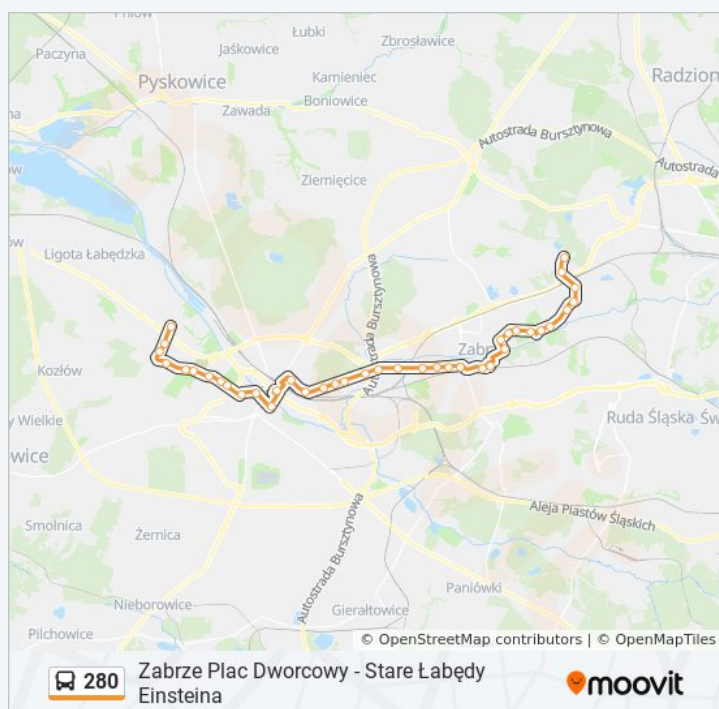 Łubki
Zbrosławice
Paczyna
Jaśkowice
Kamieniec
Radzion
Pyskowice
Boniowice
Zawada
Autostrada Bursztynowa
Autostrada
Ziemięcice
ów
Ligota Łabędzka
Autostrada Bursztynowa
Zabrz
Kozłów
y Wielkie
Ruda Śląska
Św
owice
Smolnica
Aleja Piastów Śląskich
Żernica
Autostrada Bursztynowa
Paniówki
Nieborowice
Gierałtowice
Pilchowice
© OpenStreetMap contributors | © OpenMapTiles
280
Zabrze Plac Dworcowy - Stare Łabędy
Einsteina
moovit